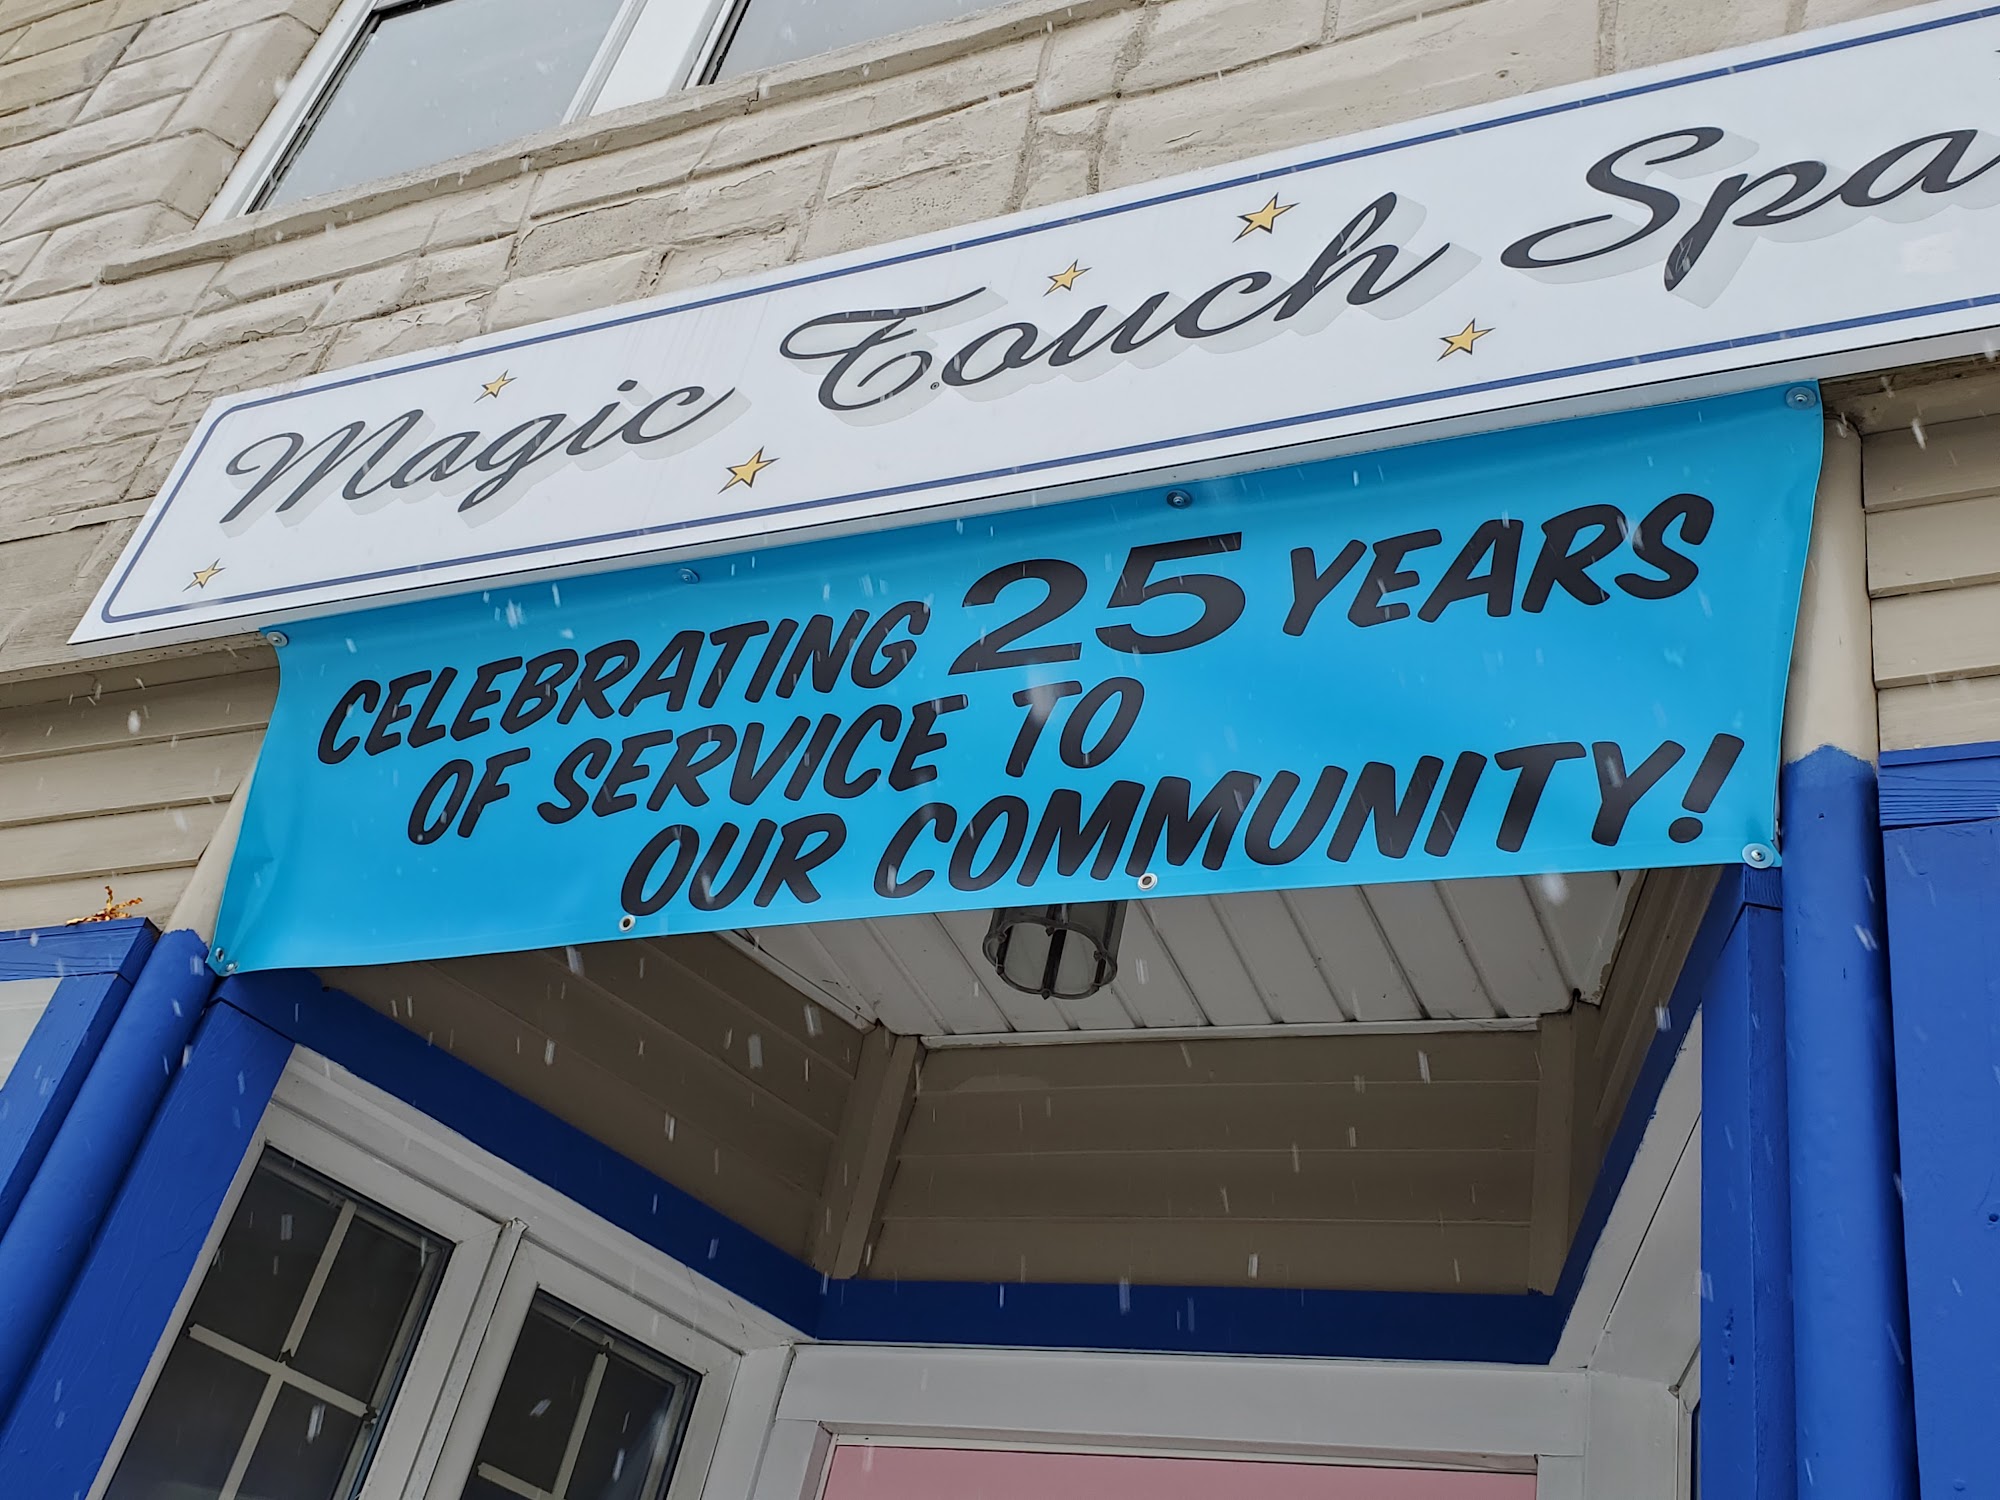 Magic Touch Spa
CELEBRATING 25 YEARS
OF SERVICE TO
OUR COMMUNITY!